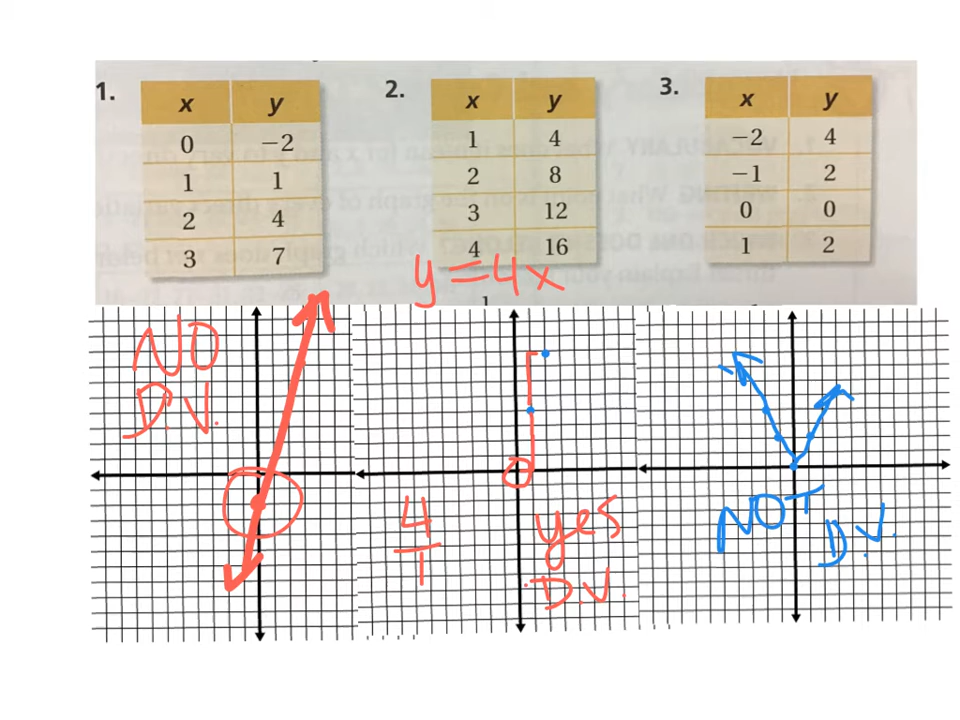 1.
x y
0 −2
1 1
2 4
3 7
2.
x y
1 4
2 8
3 12
4 16
3.
x y
−2 4
−1 2
0 0
1 2
y=4x
NO
D.V.
4
1
yes
D.V.
NOT
D.V.